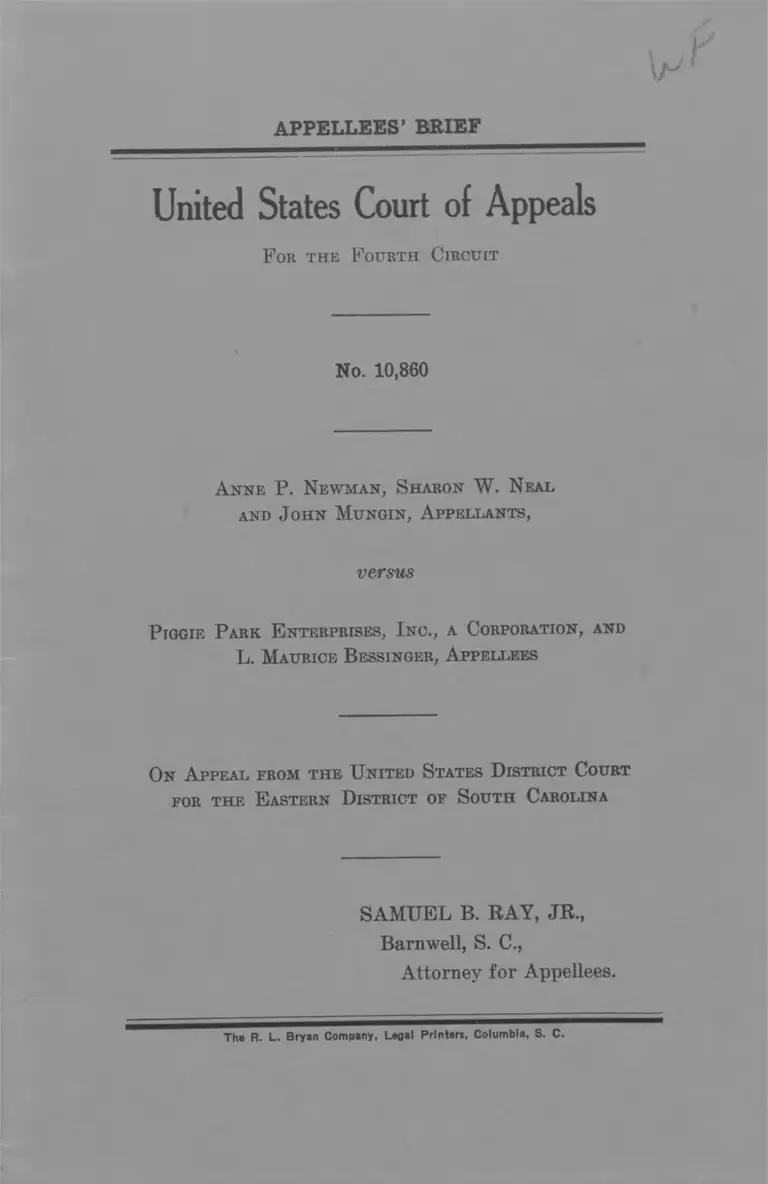 WF
APPELLEES' BRIEF
United States Court of Appeals
FOR THE FOURTH CIRCUIT
No. 10,860
ANNE P. NEWMAN, SHARON W. NEAL
AND JOHN MUNGIN, APPELLANTS,
versus
PIGGIE PARK ENTERPRISES, INC., A CORPORATION, AND
L. MAURICE BESSINGER, APPELLEES
ON APPEAL FROM THE UNITED STATES DISTRICT COURT
FOR THE EASTERN DISTRICT OF SOUTH CAROLINA
SAMUEL B. RAY, JR.,
Barnwell, S. C.,
Attorney for Appellees.
The R. L. Bryan Company, Legal Printers, Columbia, S. C.